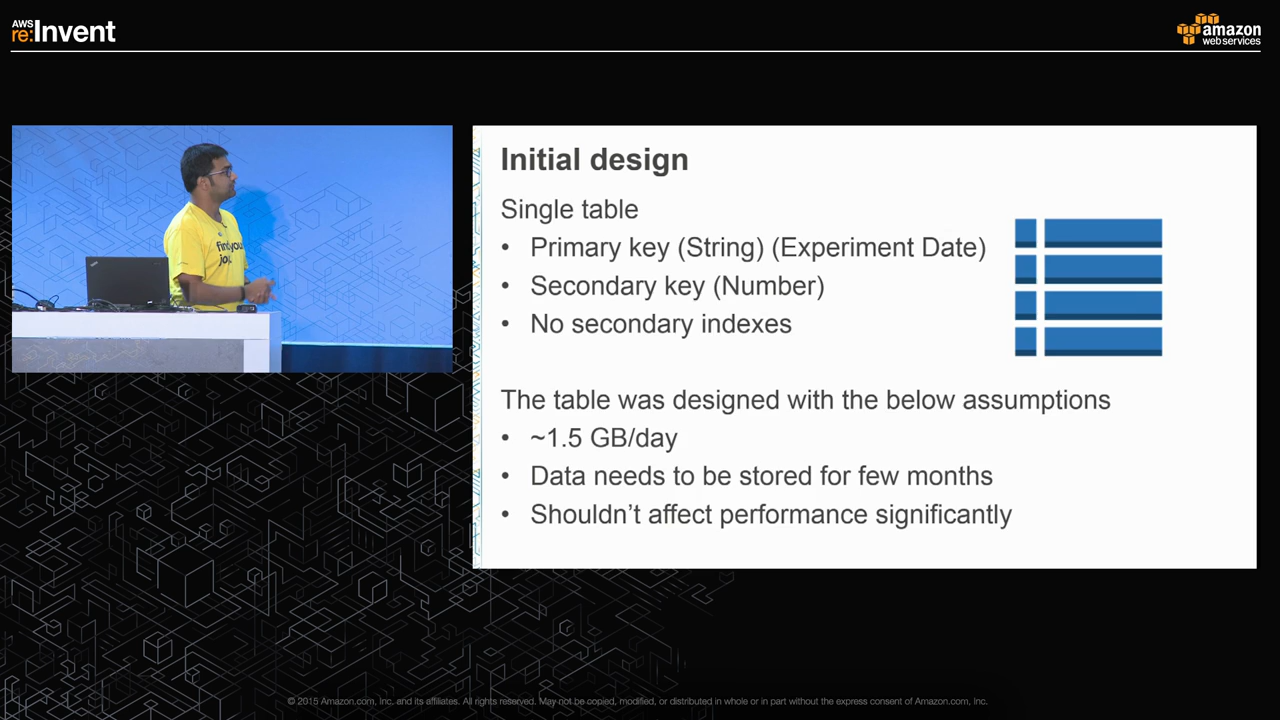 AWS
re:Invent
amazon
webservices
Initial design
Single table
• Primary key (String) (Experiment Date)
• Secondary key (Number)
• No secondary indexes
The table was designed with the below assumptions
• ~1.5 GB/day
• Data needs to be stored for few months
• Shouldn't affect performance significantly
find your
© 2015 Amazon.com, Inc. and its affiliates. All rights reserved. May not be copied, modified, or distributed in whole or in part without the express consent of Amazon.com, Inc.